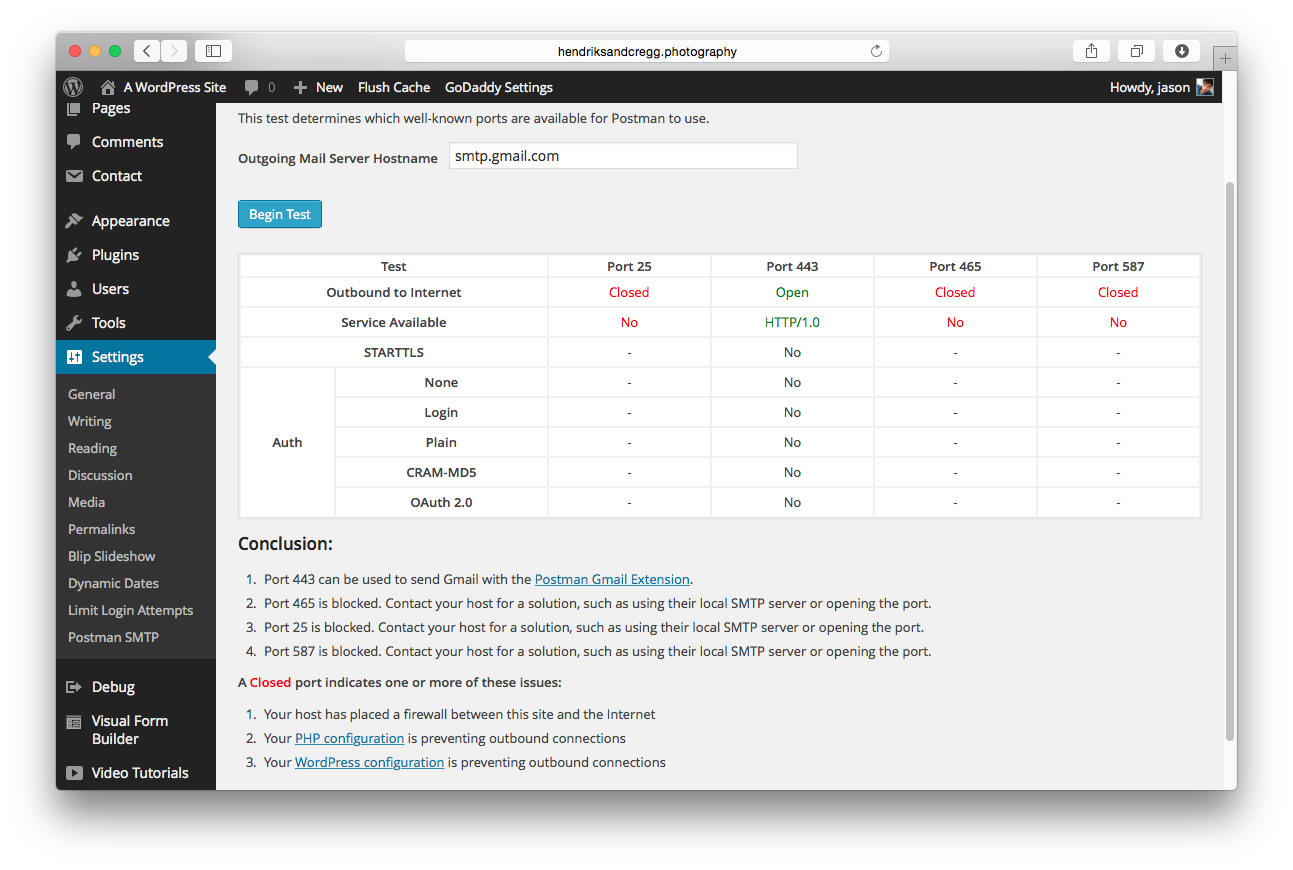 hendriksandcregg.photography
A WordPress Site 0 New Flush Cache GoDaddy Settings Howdy, jason
Pages
Comments
Contact
Appearance
Plugins
Users
Tools
Settings
General
Writing
Reading
Discussion
Media
Permalinks
Blip Slideshow
Dynamic Dates
Limit Login Attempts
Postman SMTP
Debug
Visual Form
Builder
Video Tutorials
This test determines which well-known ports are available for Postman to use.
Outgoing Mail Server Hostname smtp.gmail.com
Begin Test
Test Port 25 Port 443 Port 465 Port 587
Outbound to Internet Closed Open Closed Closed
Service Available No HTTP/1.0 No No
STARTTLS - No - -
None - No - -
Login - No - -
Auth Plain - No - -
CRAM-MD5 - No - -
OAuth 2.0 - No - -
Conclusion:
1. Port 443 can be used to send Gmail with the Postman Gmail Extension.
2. Port 465 is blocked. Contact your host for a solution, such as using their local SMTP server or opening the port.
3. Port 25 is blocked. Contact your host for a solution, such as using their local SMTP server or opening the port.
4. Port 587 is blocked. Contact your host for a solution, such as using their local SMTP server or opening the port.
A Closed port indicates one or more of these issues:
1. Your host has placed a firewall between this site and the Internet
2. Your PHP configuration is preventing outbound connections
3. Your WordPress configuration is preventing outbound connections